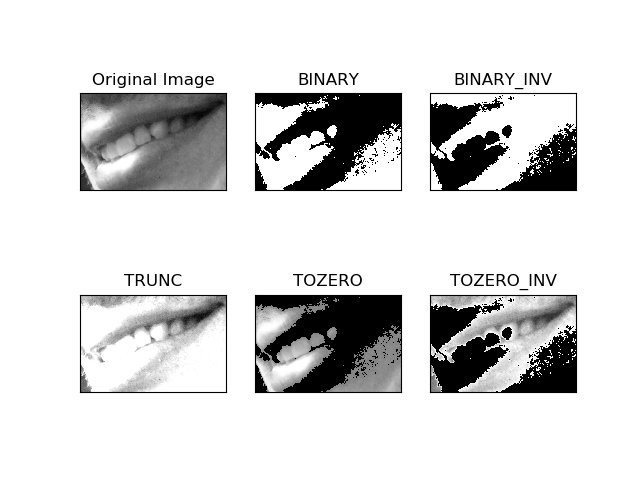 Original Image
BINARY
BINARY_INV
TRUNC
TOZERO
TOZERO_INV